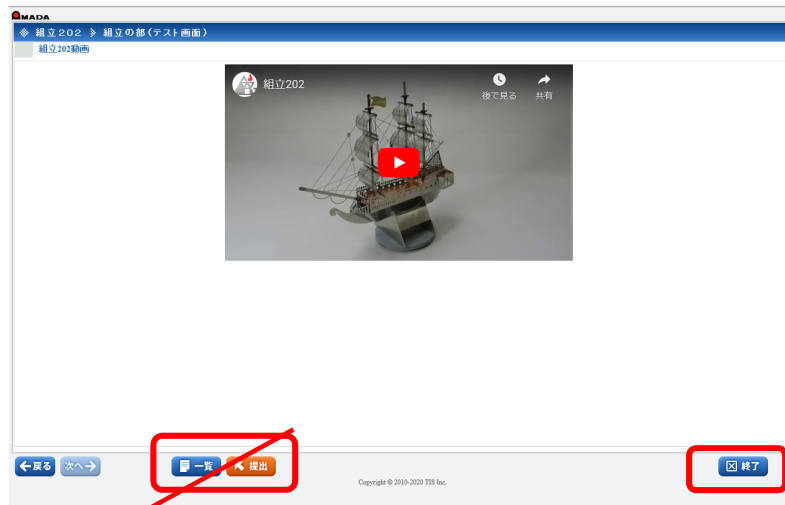 AMADA
組立202 》 組立の部(テスト画面)
組立202動画
組立202
後で見る 共有
戻る 次へ 一覧 提出 終了
Copyright © 2010-2020 TIS Inc.